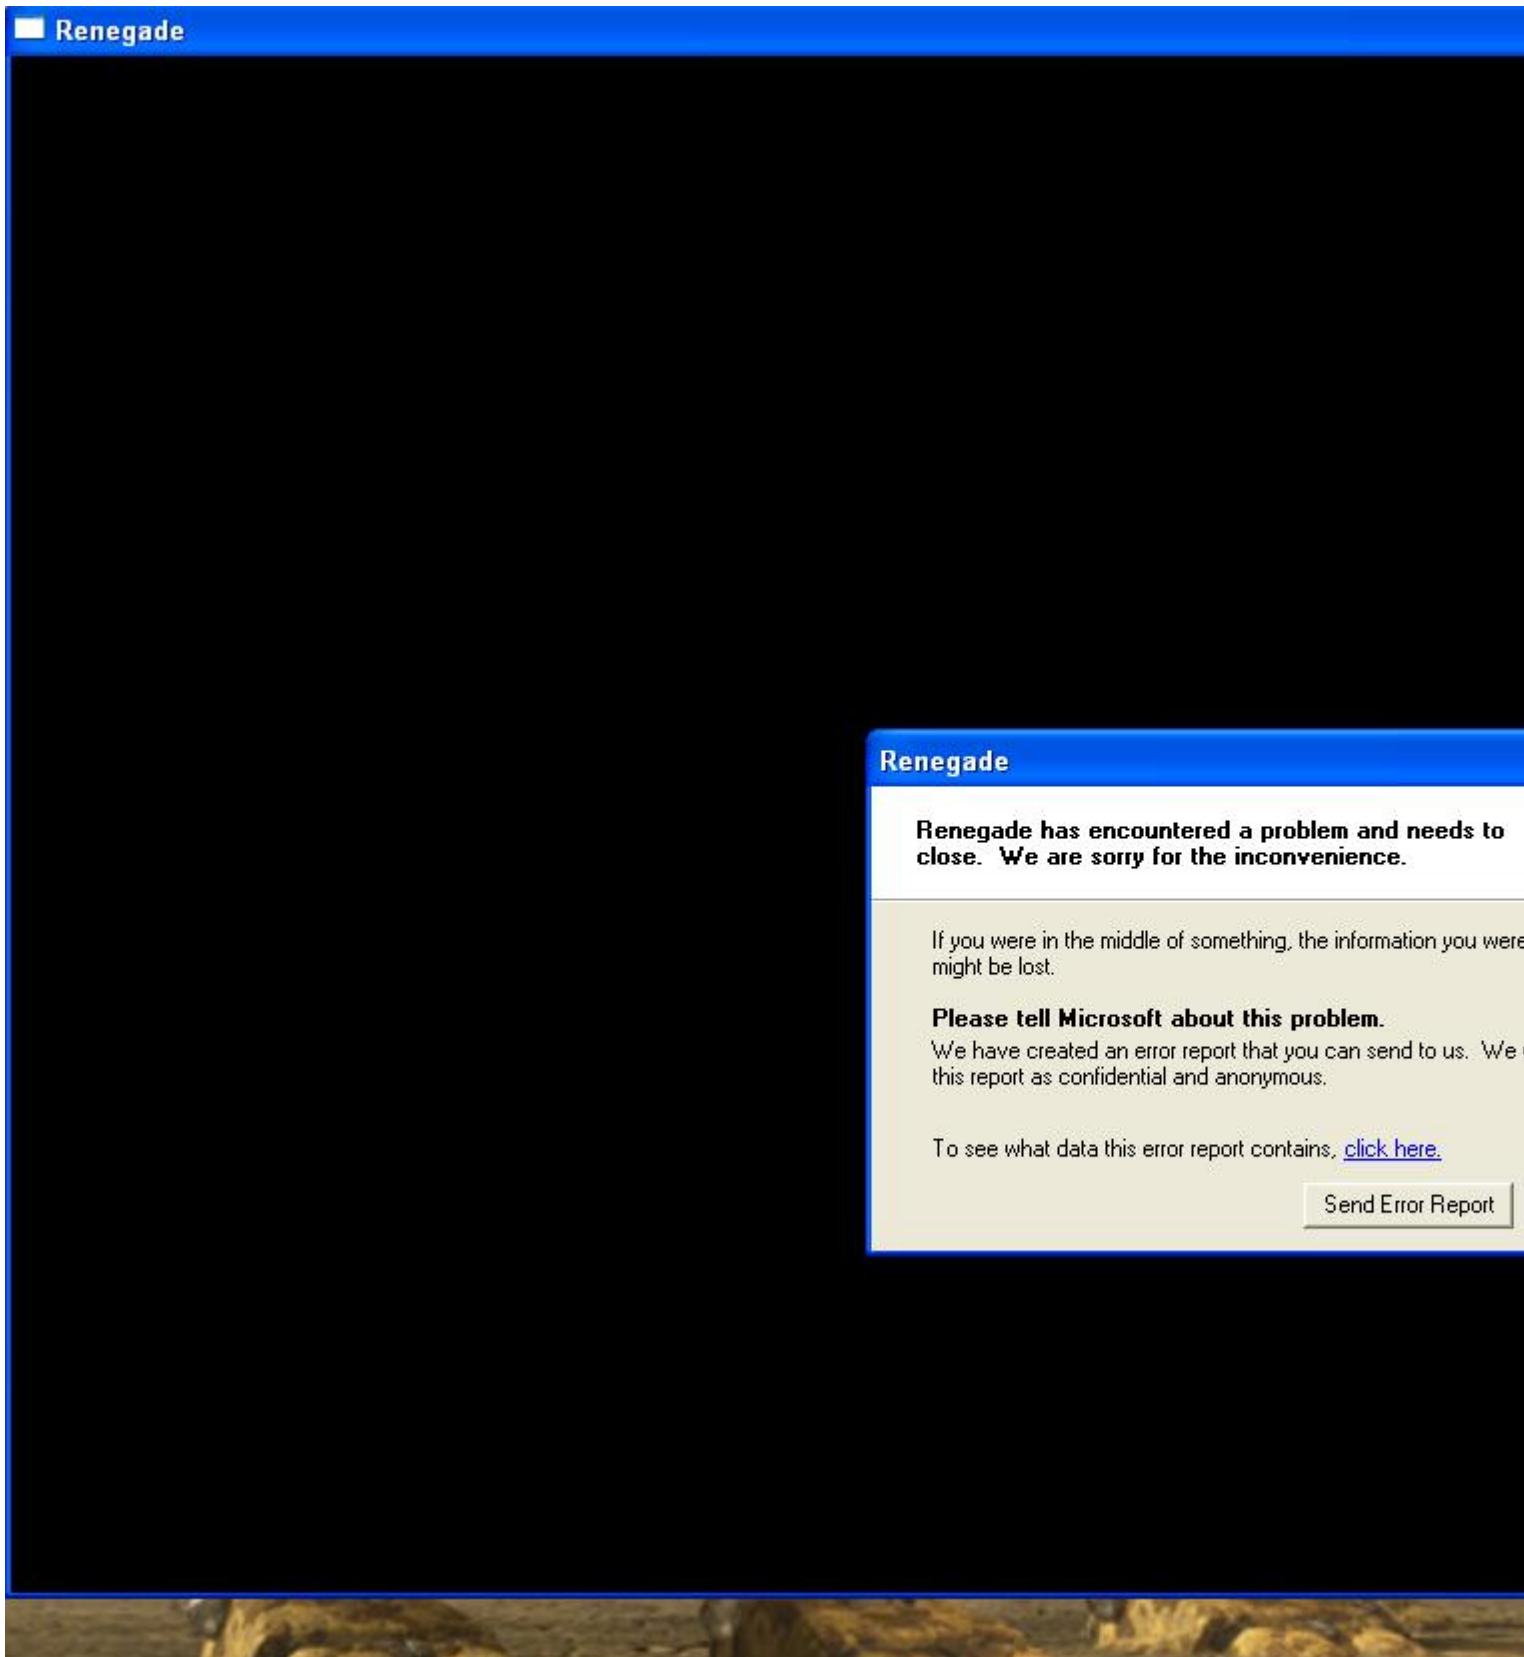 Renegade
Renegade
Renegade has encountered a problem and needs to
close.  We are sorry for the inconvenience.
If you were in the middle of something, the information you were
might be lost.
Please tell Microsoft about this problem.
We have created an error report that you can send to us.  We
this report as confidential and anonymous.
To see what data this error report contains, click here.
Send Error Report